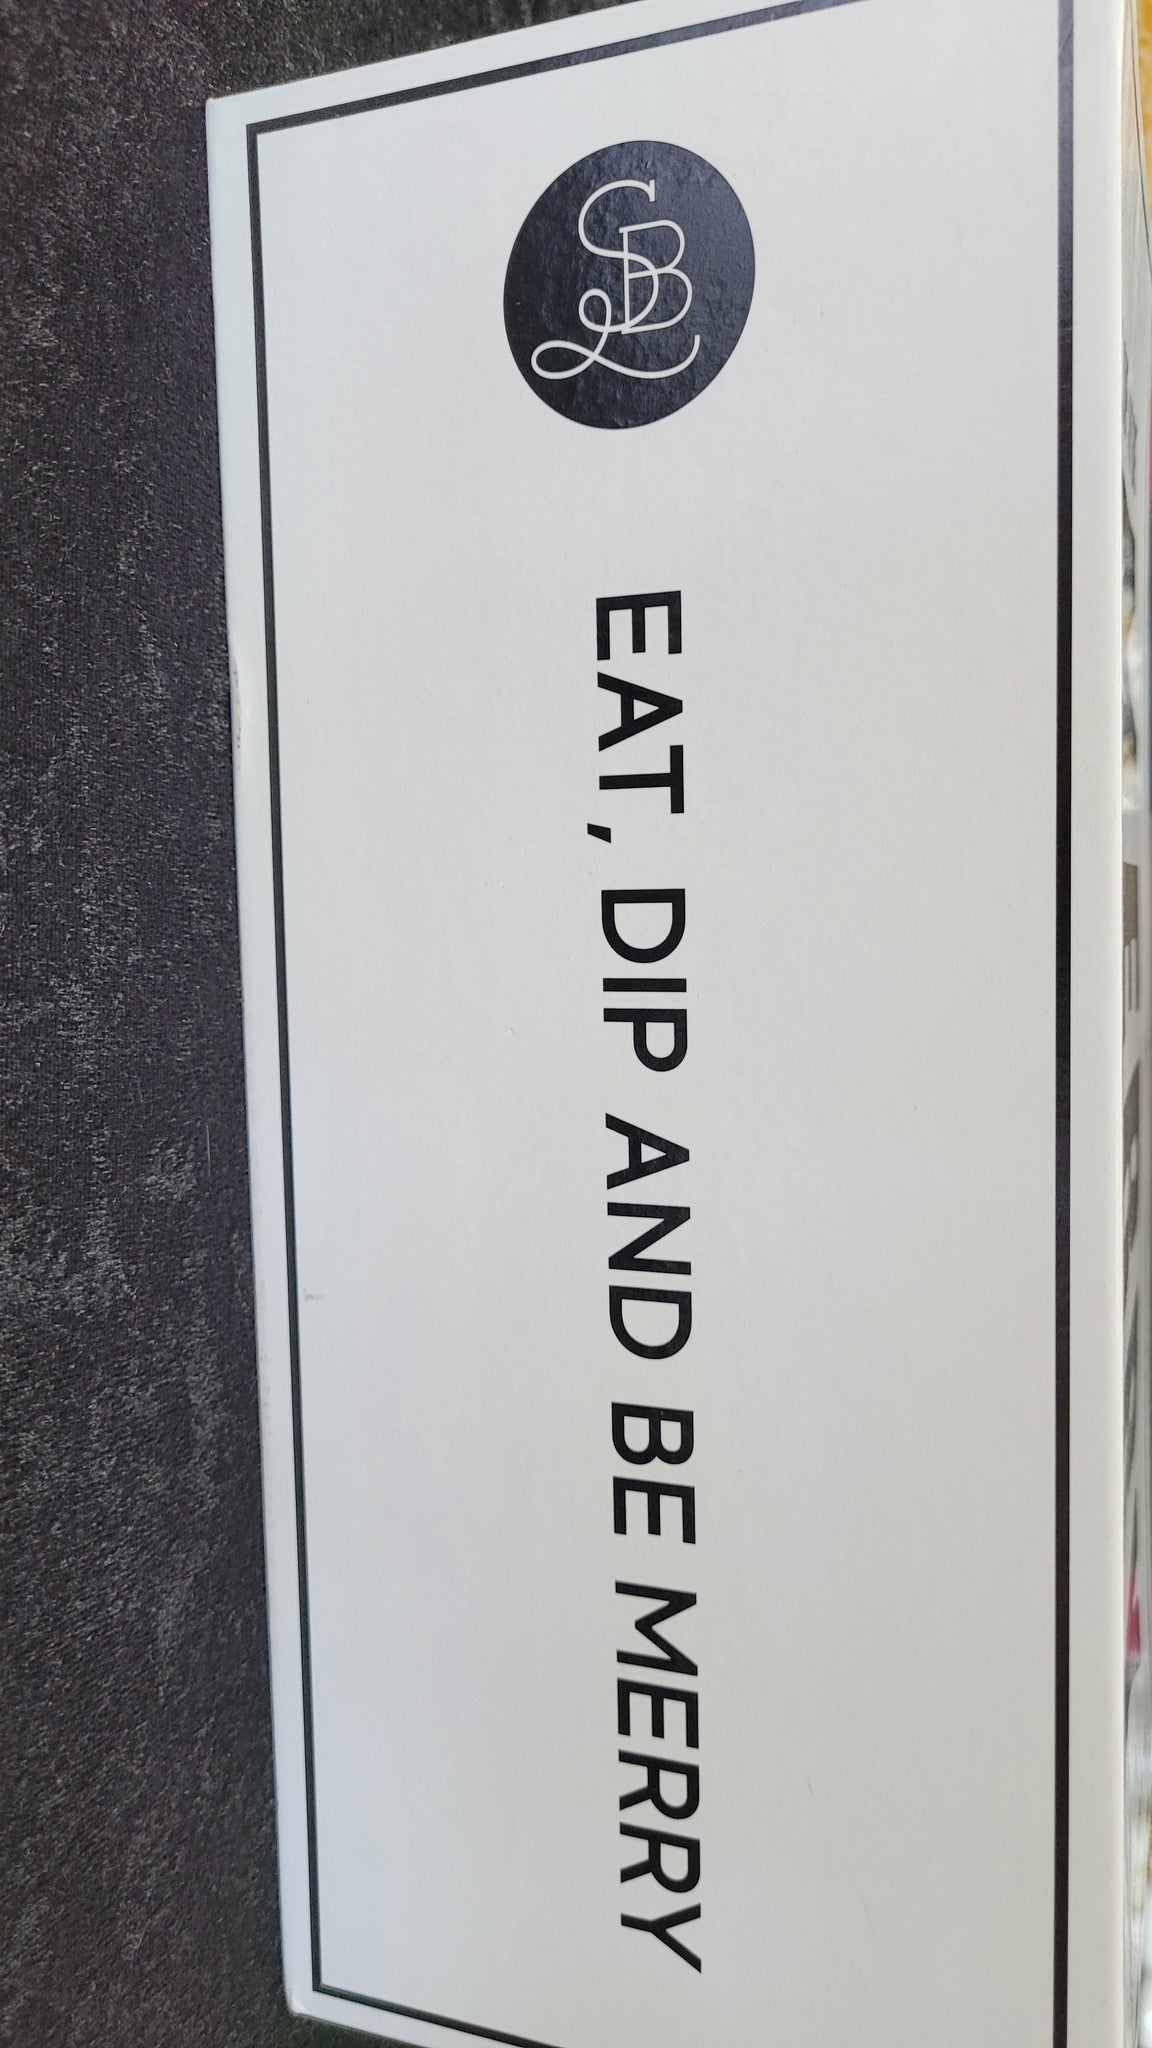 SBL
EAT, DIP AND BE MERRY